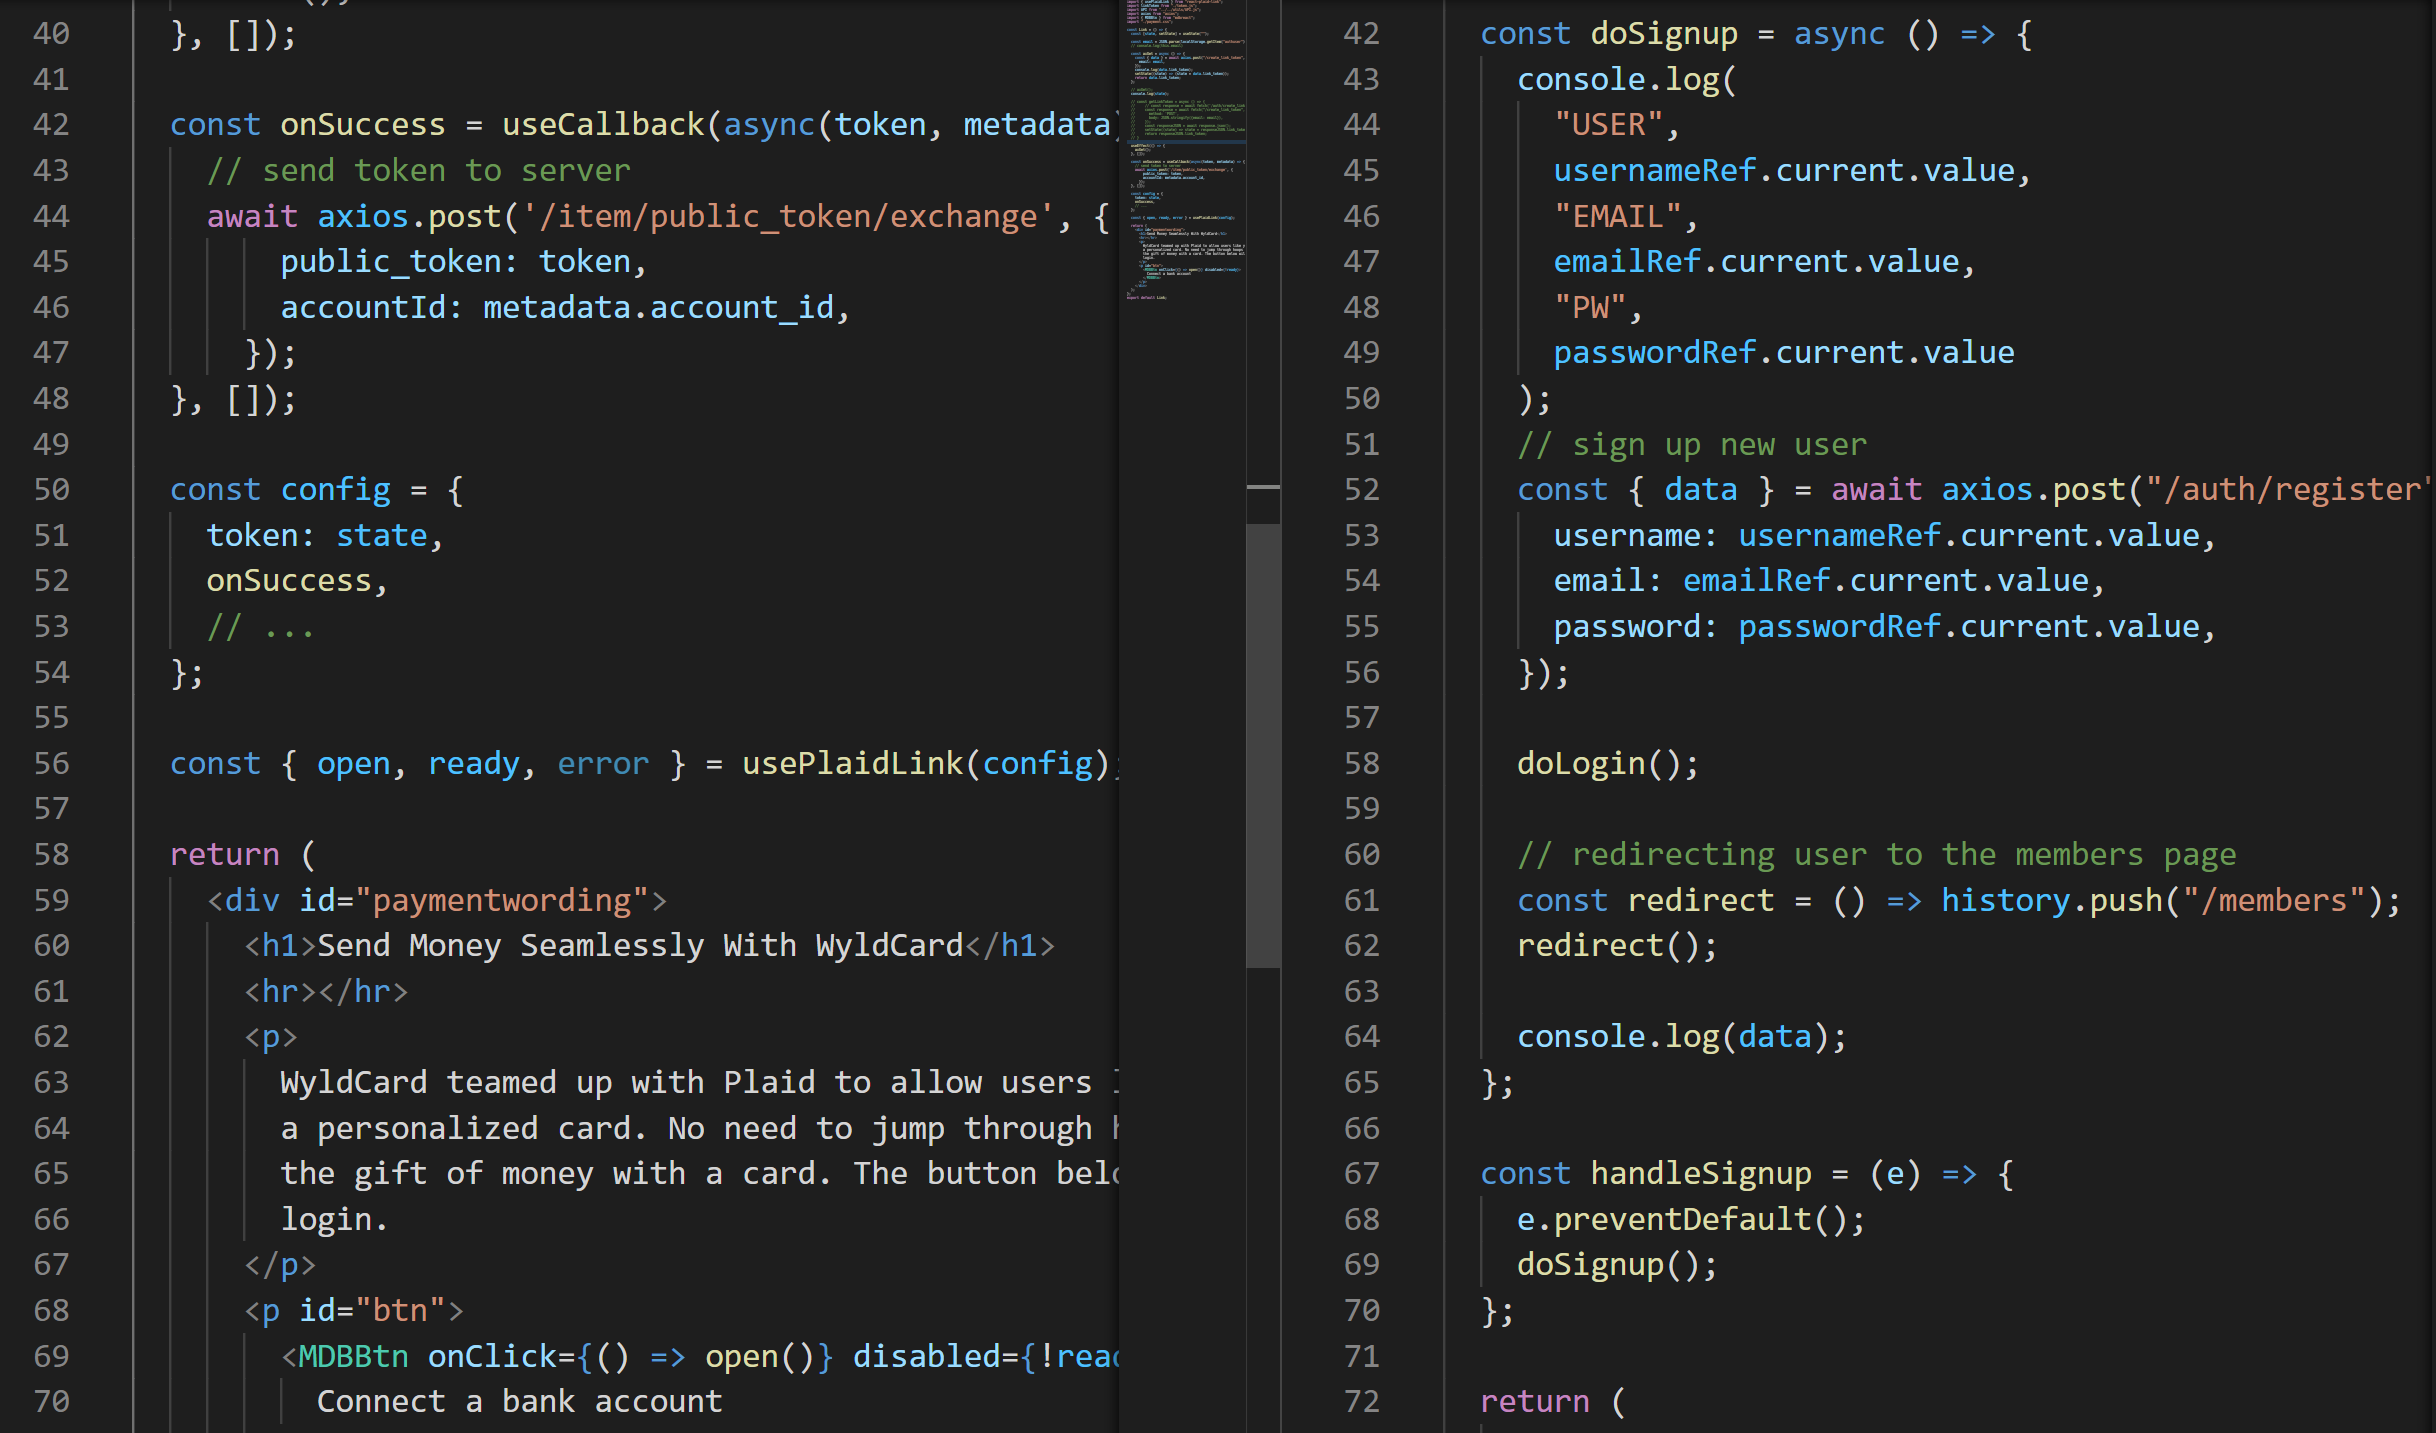 40 }, []);
41
42 const onSuccess = useCallback(async(token, metadata)
43 // send token to server
44 await axios.post('/item/public_token/exchange', {
45 public_token: token,
46 accountId: metadata.account_id,
47 });
48 }, []);
49
50 const config = {
51 token: state,
52 onSuccess,
53 // ...
54 };
55
56 const { open, ready, error } = usePlaidLink(config);
57
58 return (
59 <div id="paymentwording">
60 <h1>Send Money Seamlessly With WyldCard</h1>
61 <hr></hr>
62 <p>
63 WyldCard teamed up with Plaid to allow users
64 a personalized card. No need to jump through
65 the gift of money with a card. The button
66 login.
67 </p>
68 <p id="btn">
69 <MDBBtn onClick={() => open()} disabled={!
70 Connect a bank account
42 const doSignup = async () => {
43 console.log(
44 "USER",
45 usernameRef.current.value,
46 "EMAIL",
47 emailRef.current.value,
48 "PW",
49 passwordRef.current.value
50 );
51 // sign up new user
52 const { data } = await axios.post("/auth/register"
53 username: usernameRef.current.value,
54 email: emailRef.current.value,
55 password: passwordRef.current.value,
56 });
57
58 doLogin();
59
60 // redirecting user to the members page
61 const redirect = () => history.push("/members");
62 redirect();
63
64 console.log(data);
65 };
66
67 const handleSignup = (e) => {
68 e.preventDefault();
69 doSignup();
70 };
71
72 return (